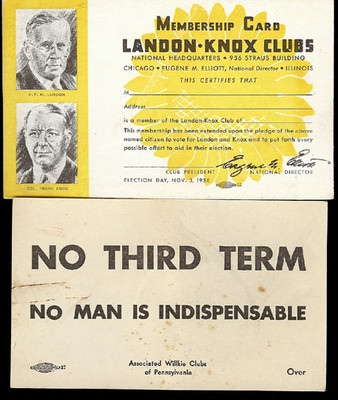 MEMBERSHIP CARD
LANDON·KNOX CLUBS
NATIONAL HEADQUARTERS • 936 STRAUS BUILDING
CHICAGO • EUGENE M. ELLIOTT, National Director • ILLINOIS
THIS CERTIFIES THAT
In
Address
is a member of the Landon-Knox Club of
This membership has been extended upon the pledge of the above
named citizen to vote for Landon and Knox and to put forth every
possible effort to aid in their election.
CLUB PRESIDENT NATIONAL DIRECTOR
ELECTION DAY, NOV. 3, 1936
LANDON
COL. FRANK KNOX
NO THIRD TERM
NO MAN IS INDISPENSABLE
Associated Willkie Clubs
of Pennsylvania
Over